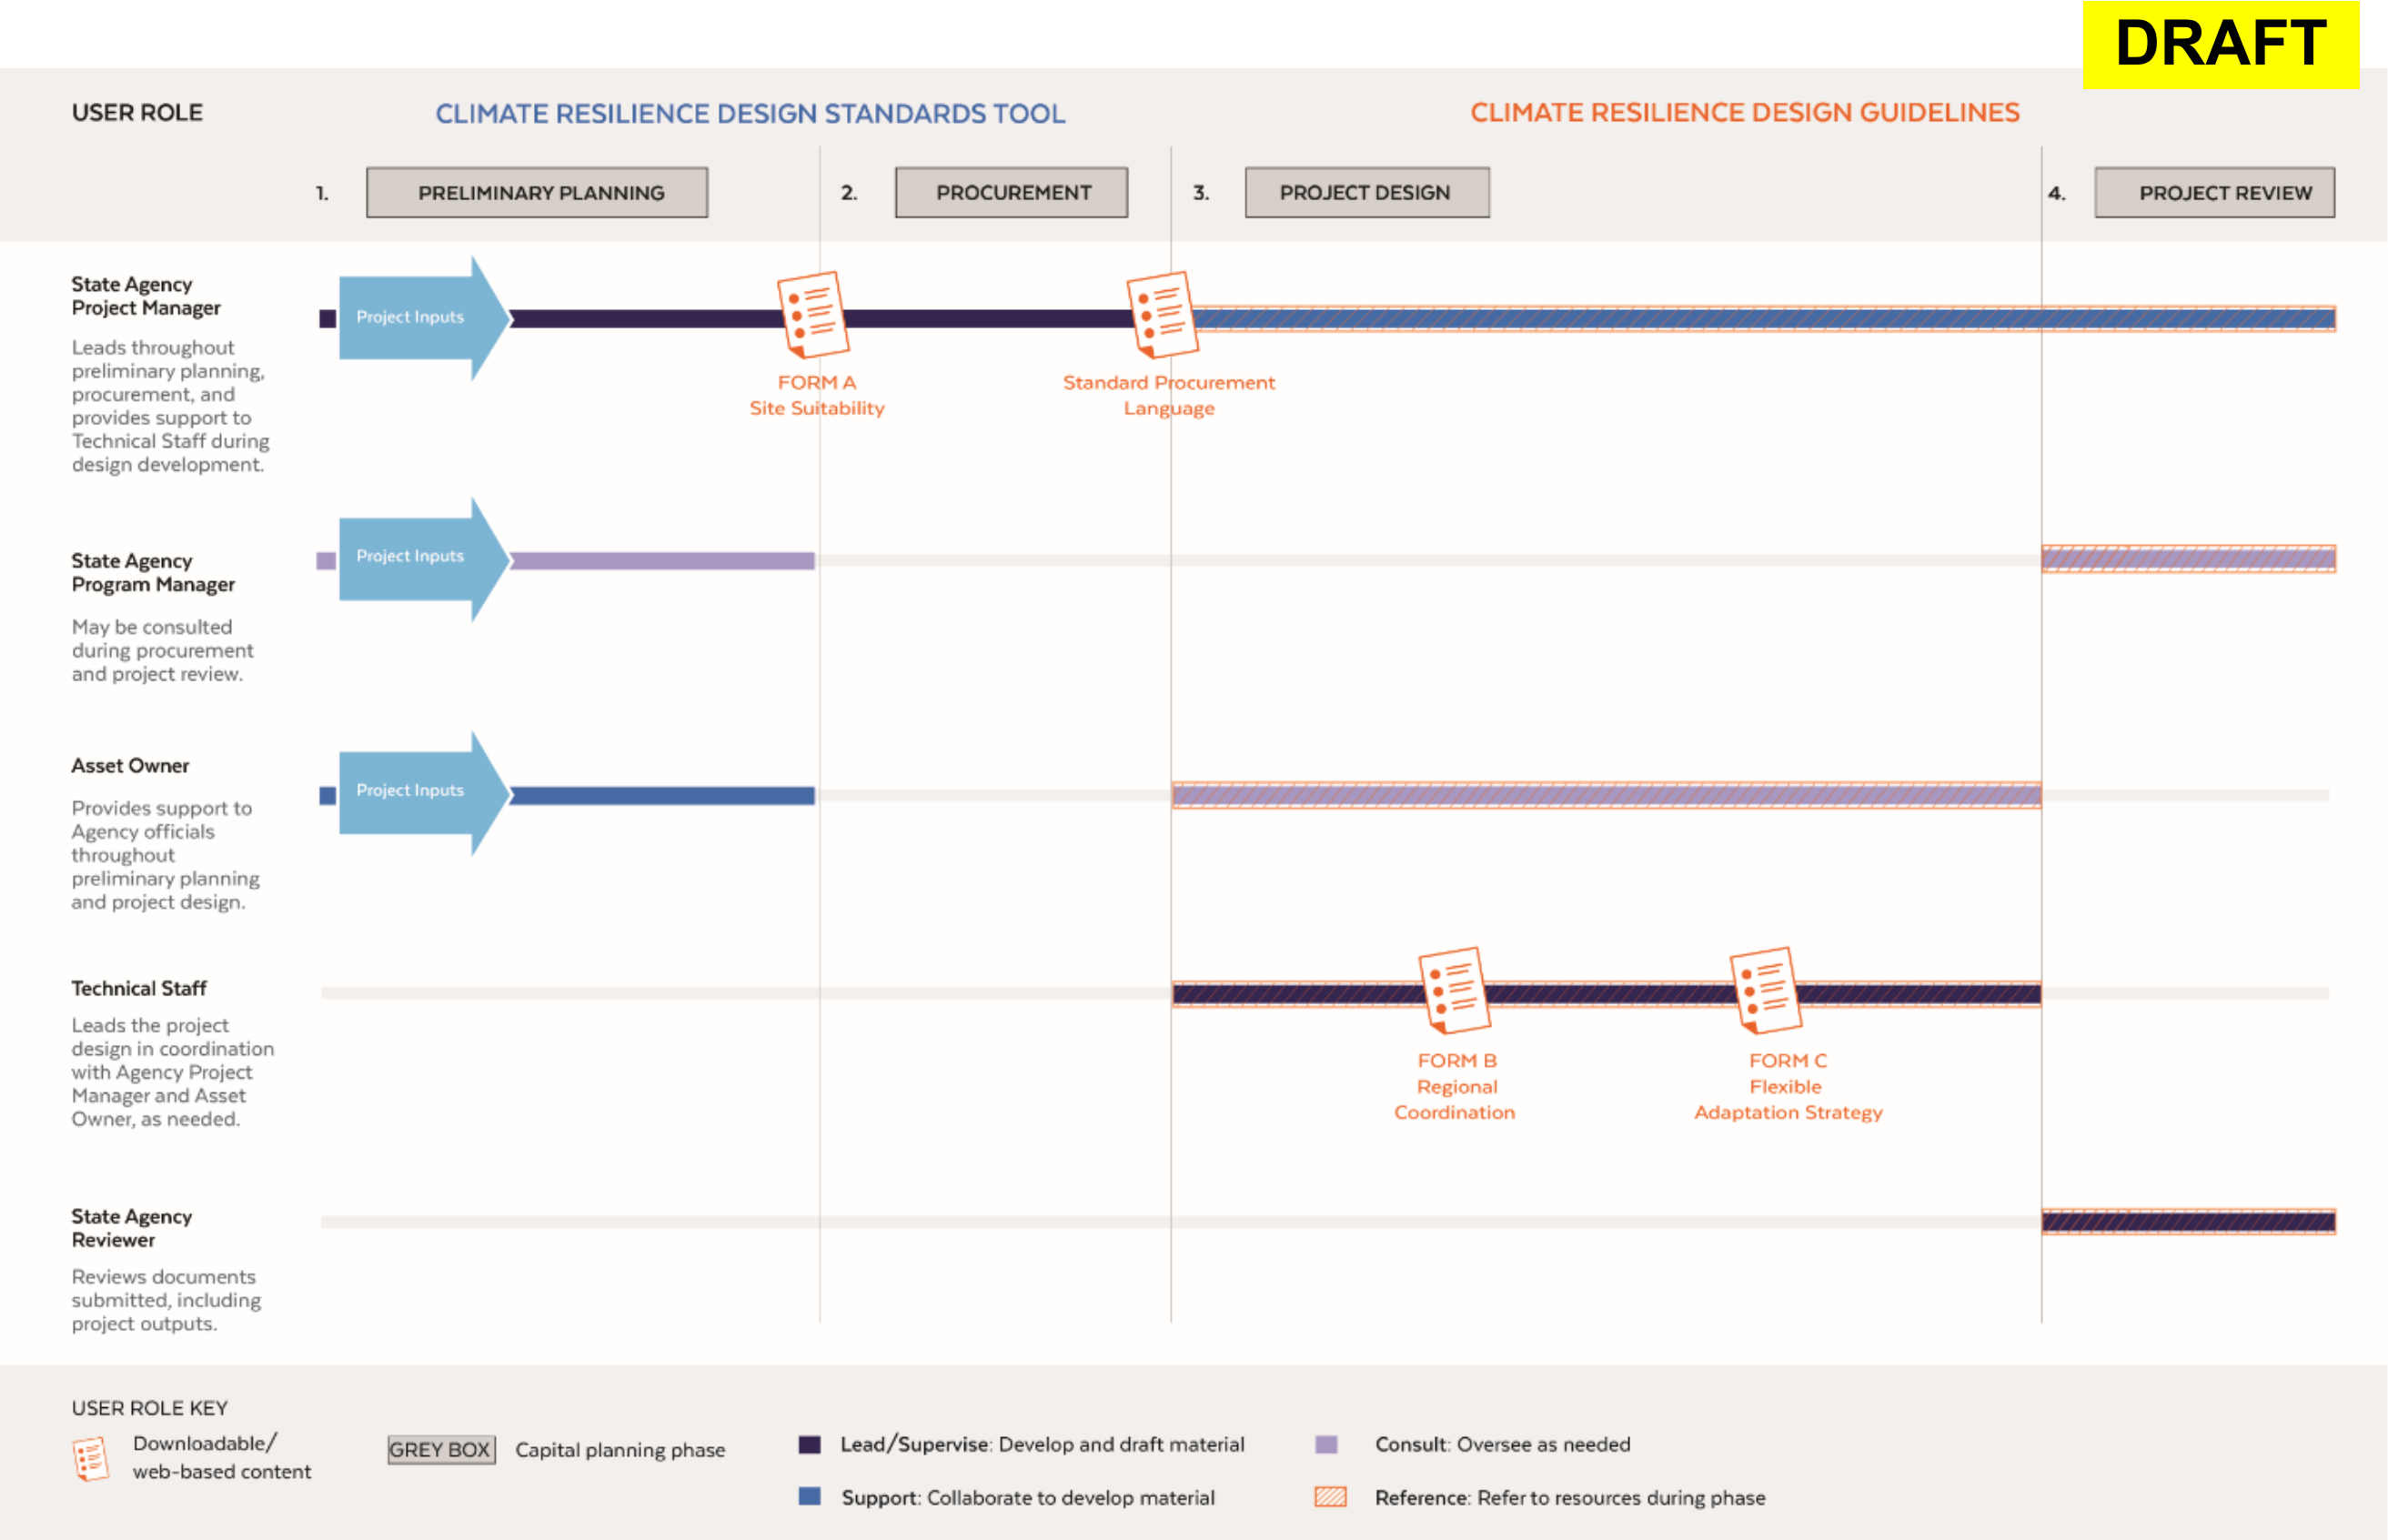 DRAFT
USER ROLE
CLIMATE RESILIENCE DESIGN STANDARDS TOOL
CLIMATE RESILIENCE DESIGN GUIDELINES
1.
PRELIMINARY PLANNING
2.
PROCUREMENT
3.
PROJECT DESIGN
4.
PROJECT REVIEW
State Agency
Project Manager
Leads throughout
preliminary planning,
procurement, and
provides support to
Technical Staff during
design development.
Project Inputs
FORM A
Site Suitability
Standard Procurement
Language
State Agency
Program Manager
May be consulted
during procurement
and project review.
Project Inputs
Asset Owner
Provides support to
Agency officials
throughout
preliminary planning
and project design.
Project Inputs
Technical Staff
Leads the project
design in coordination
with Agency Project
Manager and Asset
Owner, as needed.
FORM B
Regional
Coordination
FORM C
Flexible
Adaptation Strategy
State Agency
Reviewer
Reviews documents
submitted, including
project outputs.
USER ROLE KEY
Downloadable/
web-based content
GREY BOX
Capital planning phase
Lead/Supervise: Develop and draft material
Support: Collaborate to develop material
Consult: Oversee as needed
Reference: Refer to resources during phase